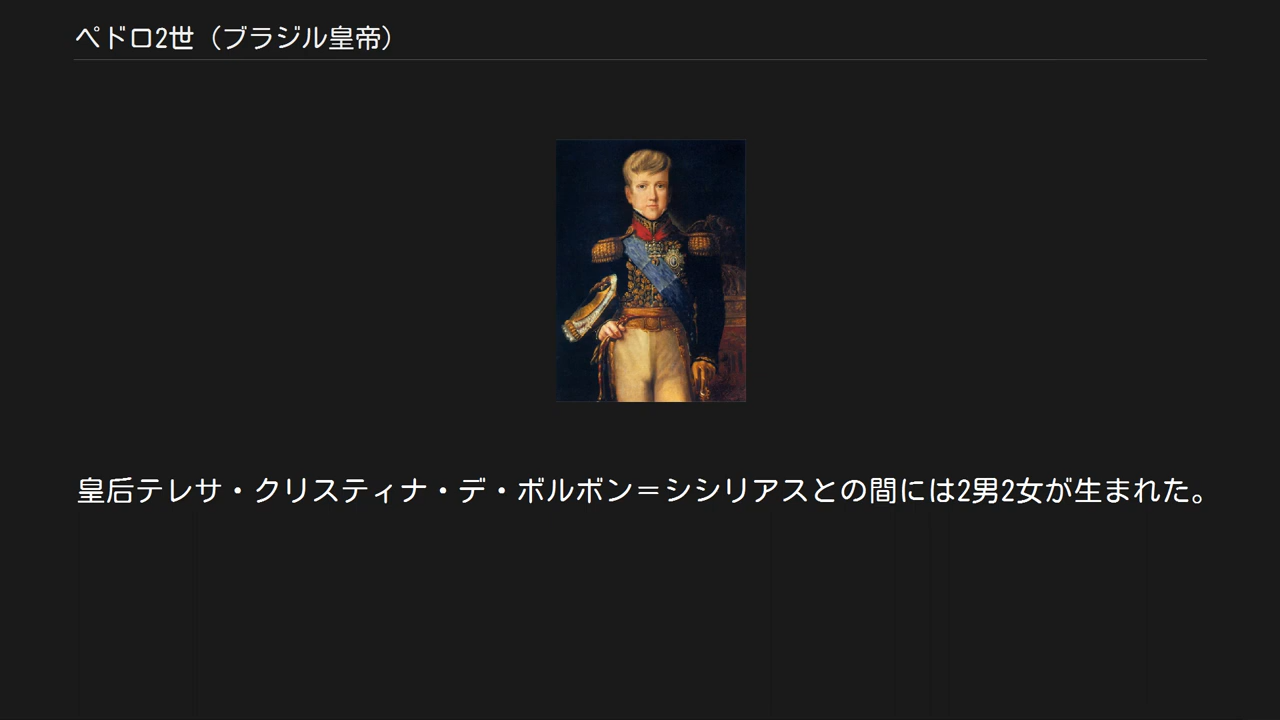 ペドロ2世（ブラジル皇帝）
皇后テレサ・クリスティナ・デ・ボルボン＝シシリアスとの間には2男2女が生まれた。